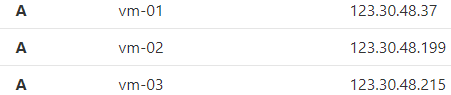 A vm-01 123.30.48.37
A vm-02 123.30.48.199
A vm-03 123.30.48.215